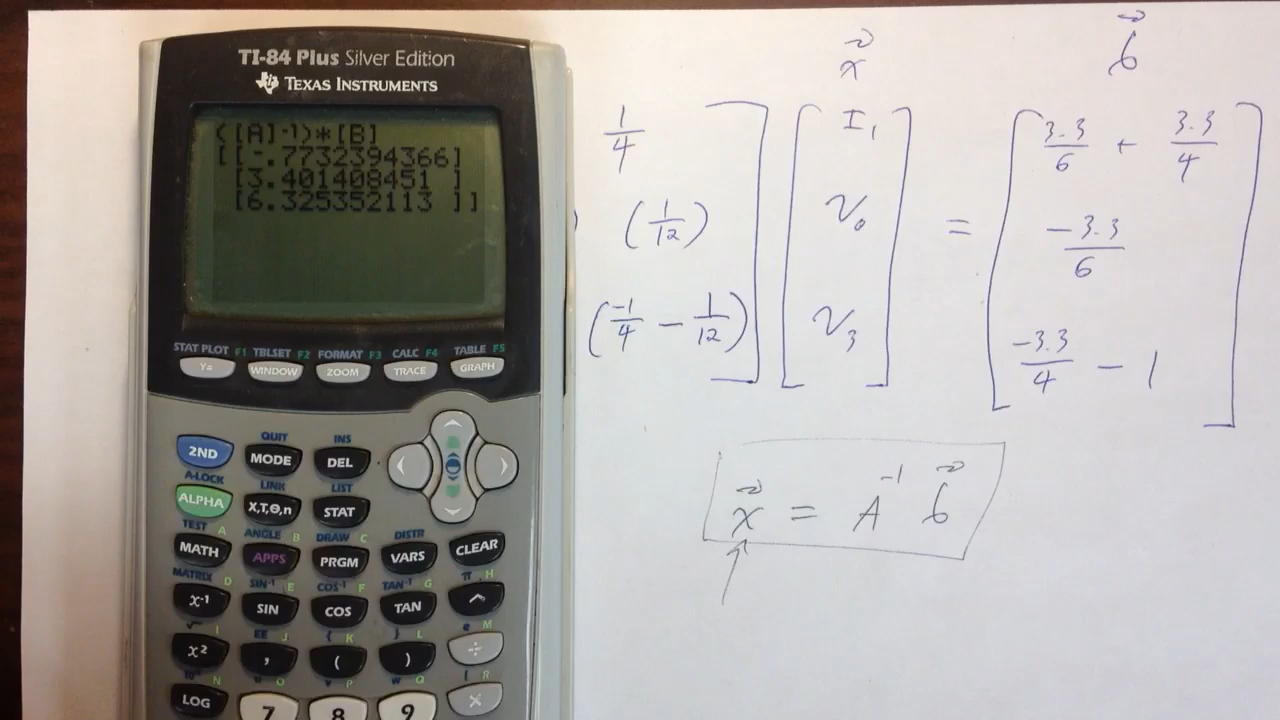 TI-84 Plus Silver Edition
TEXAS INSTRUMENTS
([A]⁻¹)*[B]
[[-.7732394366]
[3.401408451 ]
[6.325352113 ]]
STAT PLOT F1 TBLSET F2 FORMAT F3 CALC F4 TABLE F5
Y= WINDOW ZOOM TRACE GRAPH
QUIT INS
2ND MODE DEL
A-LOCK LINK LIST
ALPHA X,T,Θ,n STAT
TEST A ANGLE B DRAW C DISTR
MATH APPS PRGM VARS CLEAR
MATRIX D SIN⁻¹ E COS⁻¹ F TAN⁻¹ G π H
x⁻¹ SIN COS TAN ^
√ I EE J { K } L e M
x² , ( ) ÷
10ˣ N u O v P w Q [ R
LOG 7 8 9 ×
x⃗ b⃗
1/4 I₁ 3.3/6 + 3.3/4
) (1/12) V₀ = -3.3/6
(-1/4 - 1/12) V₃ -3.3/4 - 1
x⃗ = A⁻¹ b⃗